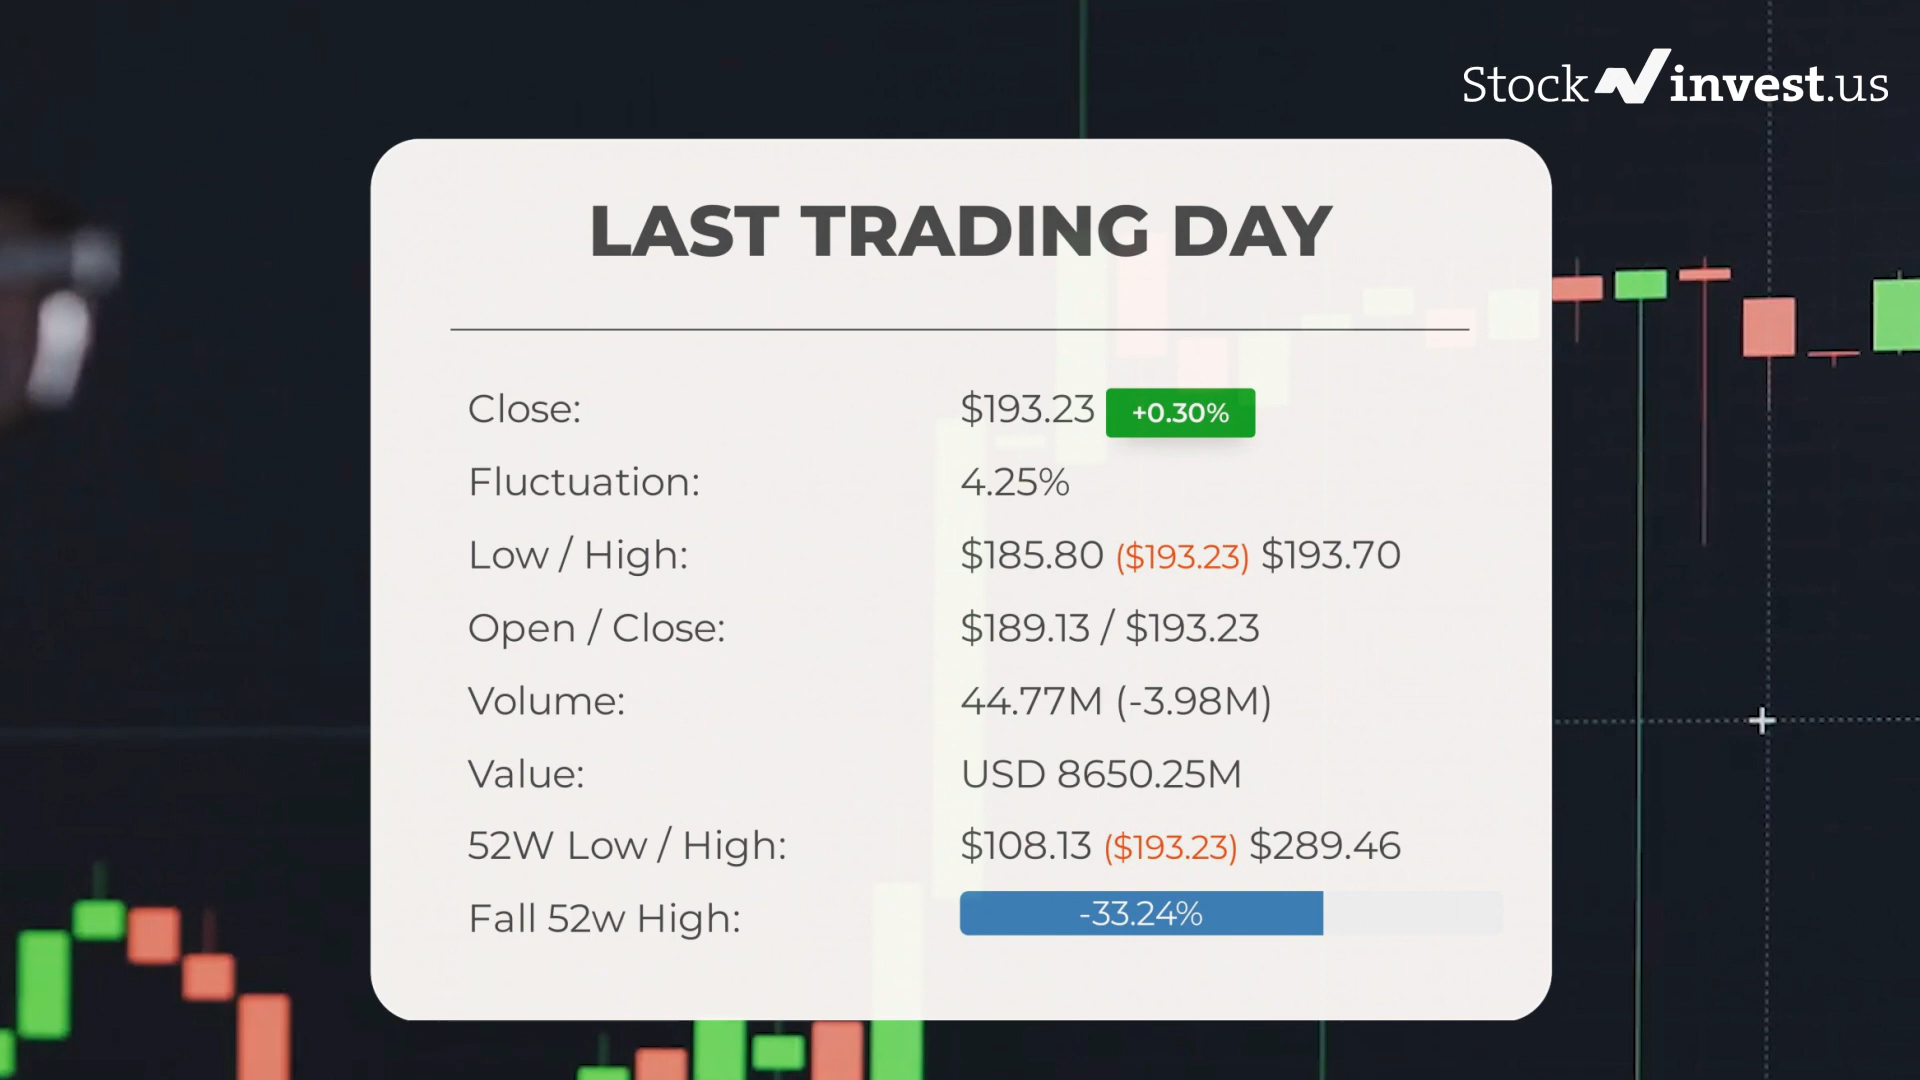 Stock invest.us
LAST TRADING DAY
Close: $193.23 +0.30%
Fluctuation: 4.25%
Low / High: $185.80 ($193.23) $193.70
Open / Close: $189.13 / $193.23
Volume: 44.77M (-3.98M)
Value: USD 8650.25M
52W Low / High: $108.13 ($193.23) $289.46
Fall 52w High: -33.24%